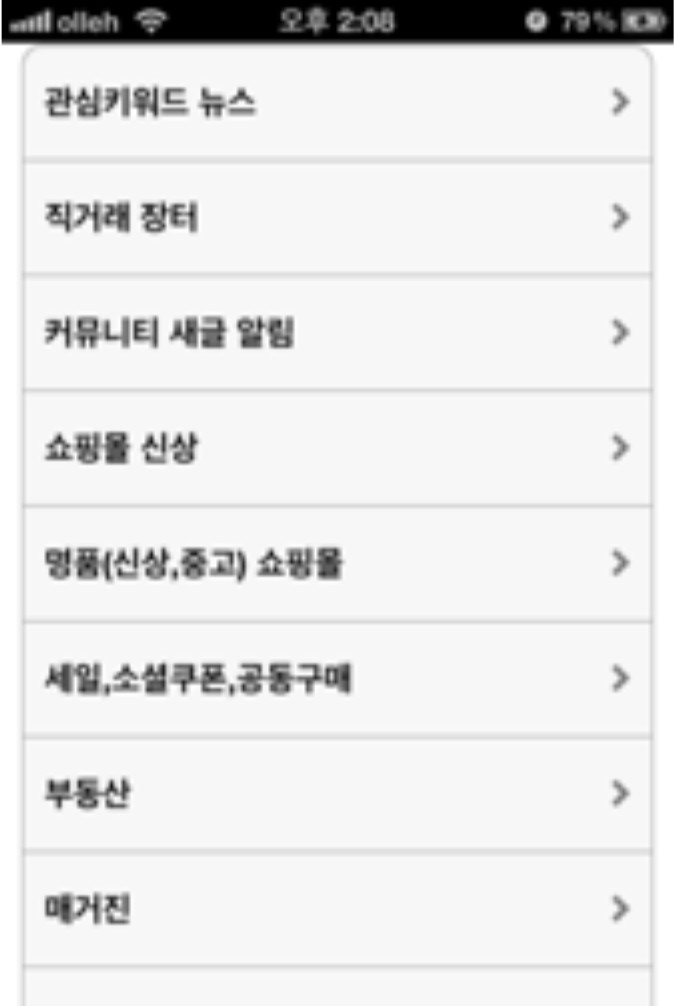 olleh 오후 2:08 79%
관심키워드 뉴스
직거래 장터
커뮤니티 새글 알림
쇼핑몰 신상
명품(신상,중고) 쇼핑몰
세일,소셜쿠폰,공동구매
부동산
매거진